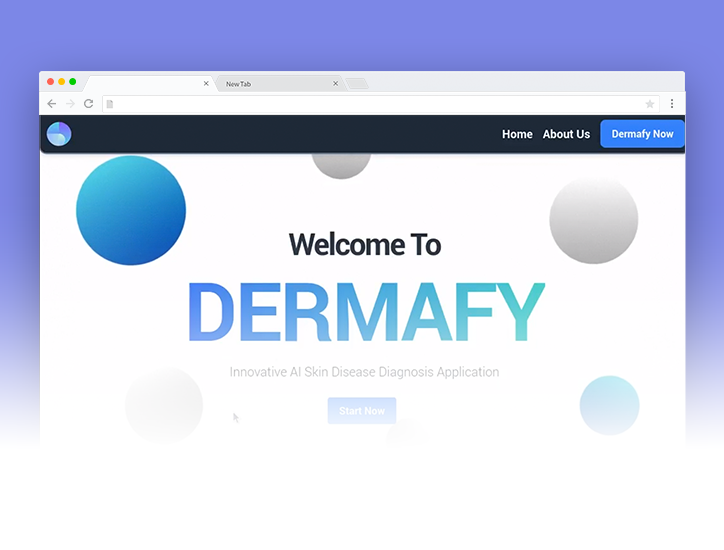 New Tab
Home About Us Dermafy Now
Welcome To
DERMAFY
Innovative AI Skin Disease Diagnosis Application
Start Now